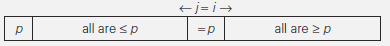 ← j = i →
p all are ≤ p = p all are ≥ p